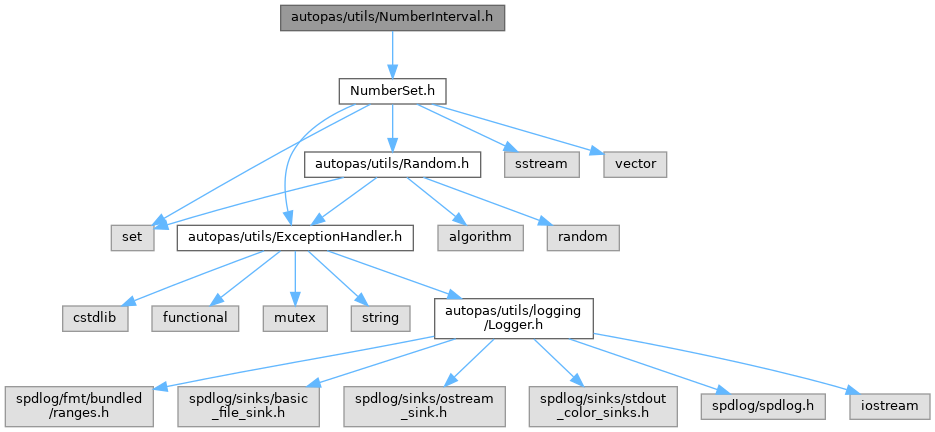 autopas/utils/NumberInterval.h
NumberSet.h
autopas/utils/Random.h
sstream
vector
set
autopas/utils/ExceptionHandler.h
algorithm
random
cstdlib
functional
mutex
string
autopas/utils/logging
/Logger.h
spdlog/fmt/bundled
/ranges.h
spdlog/sinks/basic
_file_sink.h
spdlog/sinks/ostream
_sink.h
spdlog/sinks/stdout
_color_sinks.h
spdlog/spdlog.h
iostream